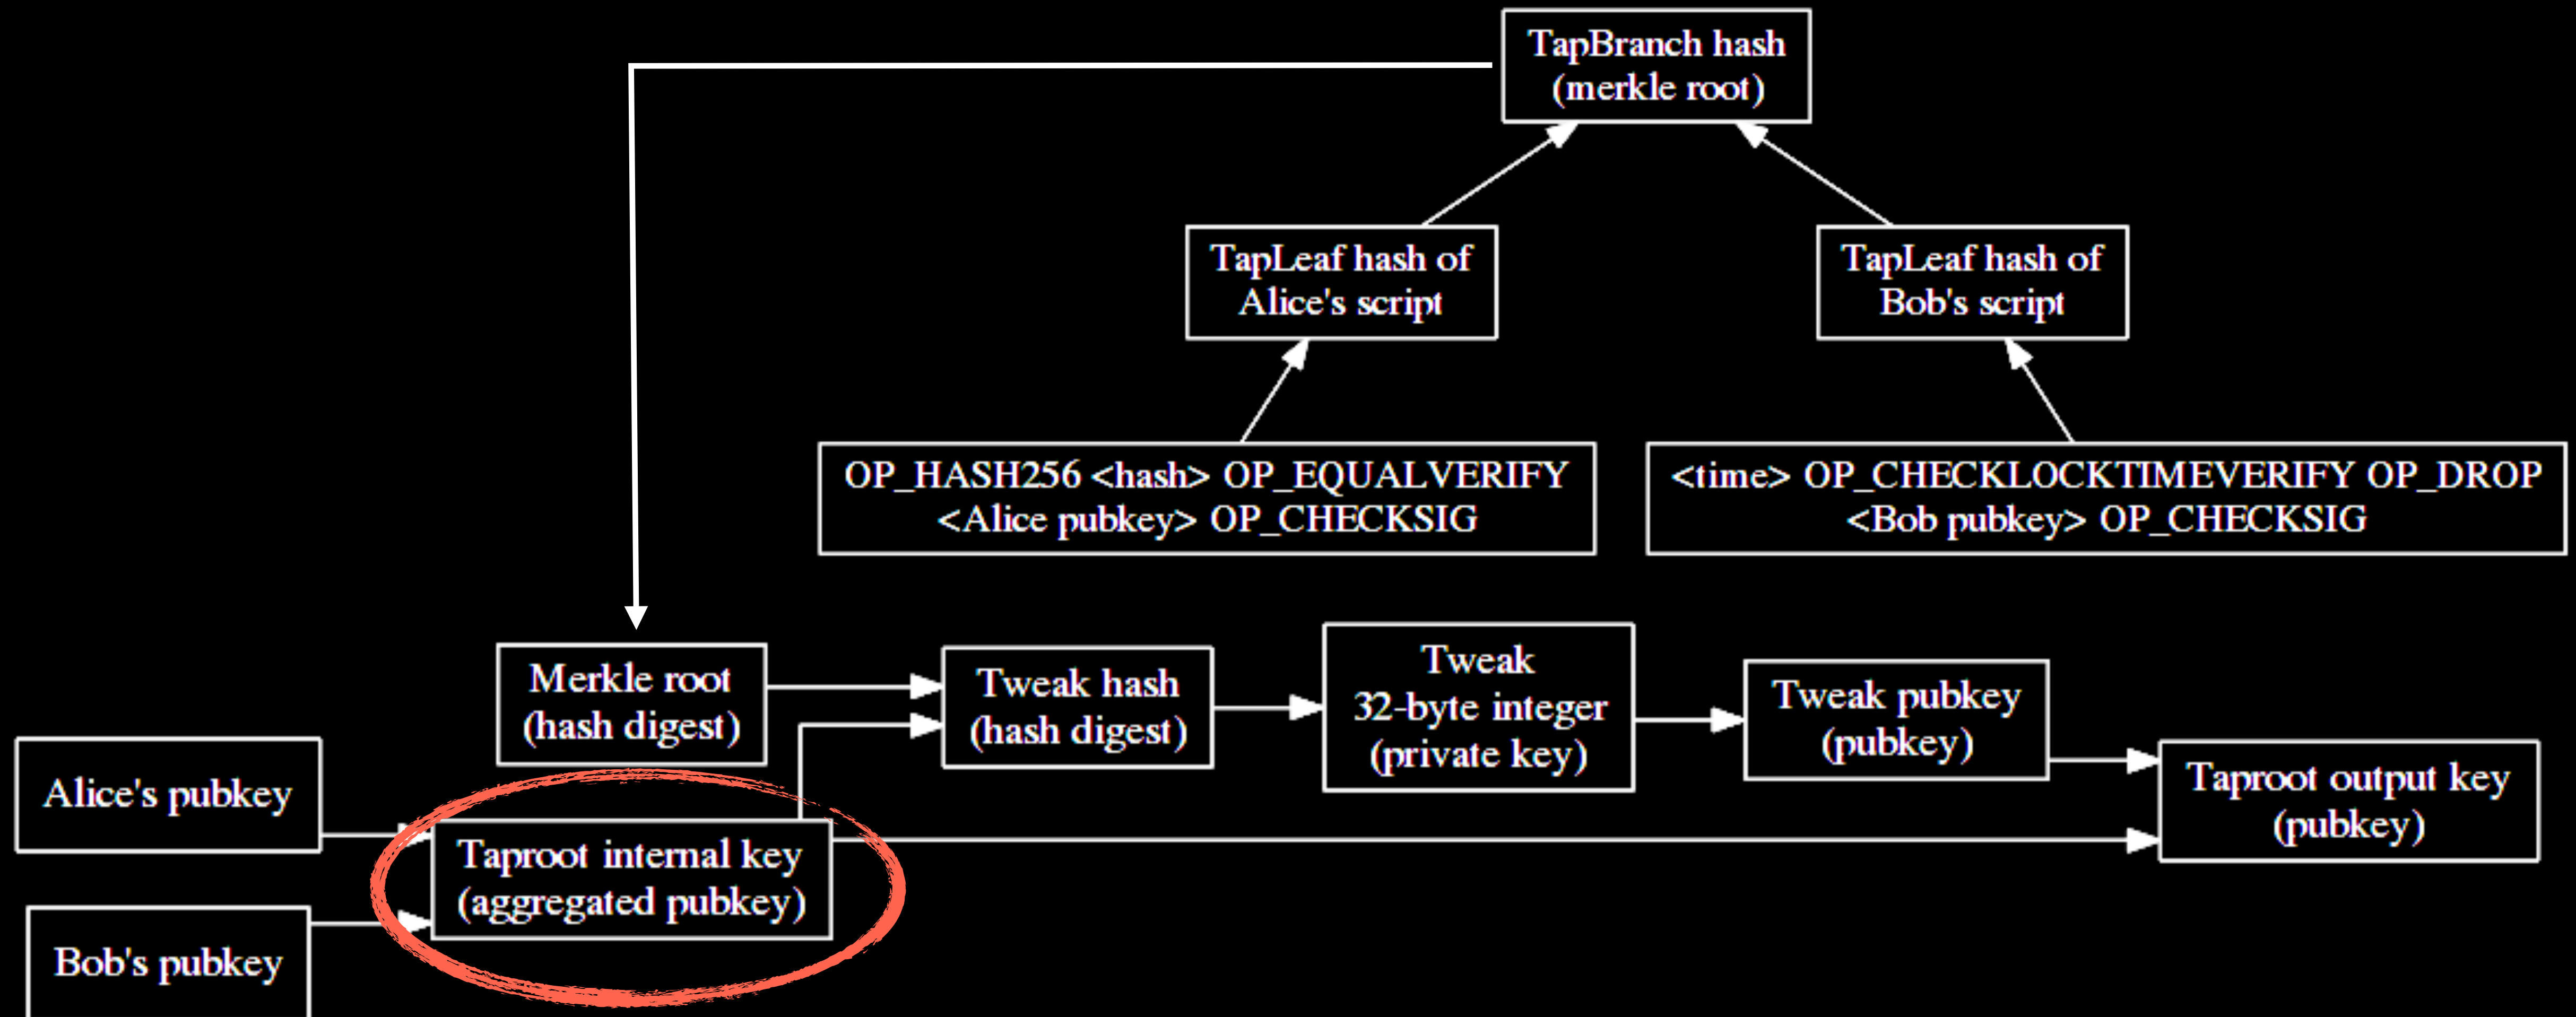 TapBranch hash
(merkle root)
TapLeaf hash of
Alice's script
TapLeaf hash of
Bob's script
OP_HASH256 <hash> OP_EQUALVERIFY
<Alice pubkey> OP_CHECKSIG
<time> OP_CHECKLOCKTIMEVERIFY OP_DROP
<Bob pubkey> OP_CHECKSIG
Merkle root
(hash digest)
Tweak hash
(hash digest)
Tweak
32-byte integer
(private key)
Tweak pubkey
(pubkey)
Taproot output key
(pubkey)
Alice's pubkey
Taproot internal key
(aggregated pubkey)
Bob's pubkey